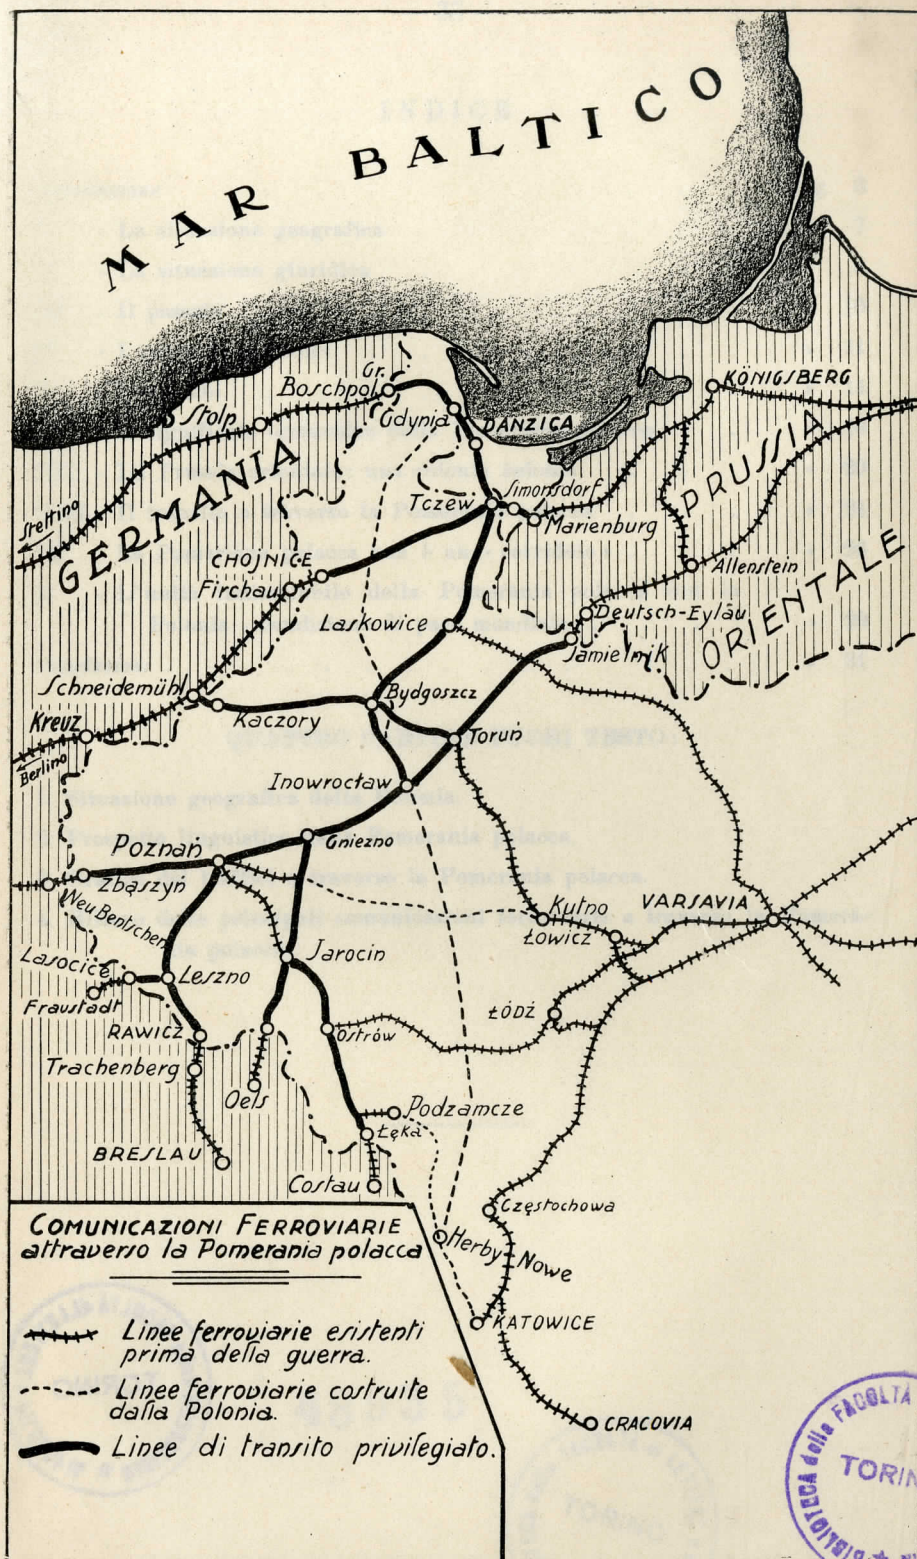 MAR BALTICO
Gr.
Boschpol
Stolp
Gdynia
DANZICA
KÖNIGSBERG
GERMANIA
Stettino
Tczew
Simonsdorf
Marienburg
PRUSSIA
ORIENTALE
CHOJNICE
Firchau
Allenstein
Laskowice
Deutsch-Eylau
Jamielnik
Schneidemühl
Kaczory
Bydgoszcz
Kreuz
Berlino
Toruń
Inowrocław
Gniezno
Poznań
Zbąszyń
Neu Bentschen
Kutno
Łowicz
VARSAVIA
Lasocice
Leszno
Jarocin
Fraustadt
RAWICZ
Ostrów
ŁÓDŹ
Trachenberg
Oels
Podzamcze
Łęka
BRESLAU
Costau
Częstochowa
Herby Nowe
KATOWICE
CRACOVIA
COMUNICAZIONI FERROVIARIE
attraverso la Pomerania polacca
Linee ferroviarie esistenti
prima della guerra.
Linee ferroviarie costruite
dalla Polonia.
Linee di transito privilegiato.
BIBLIOTECA della FACOLTÀ
TORIN